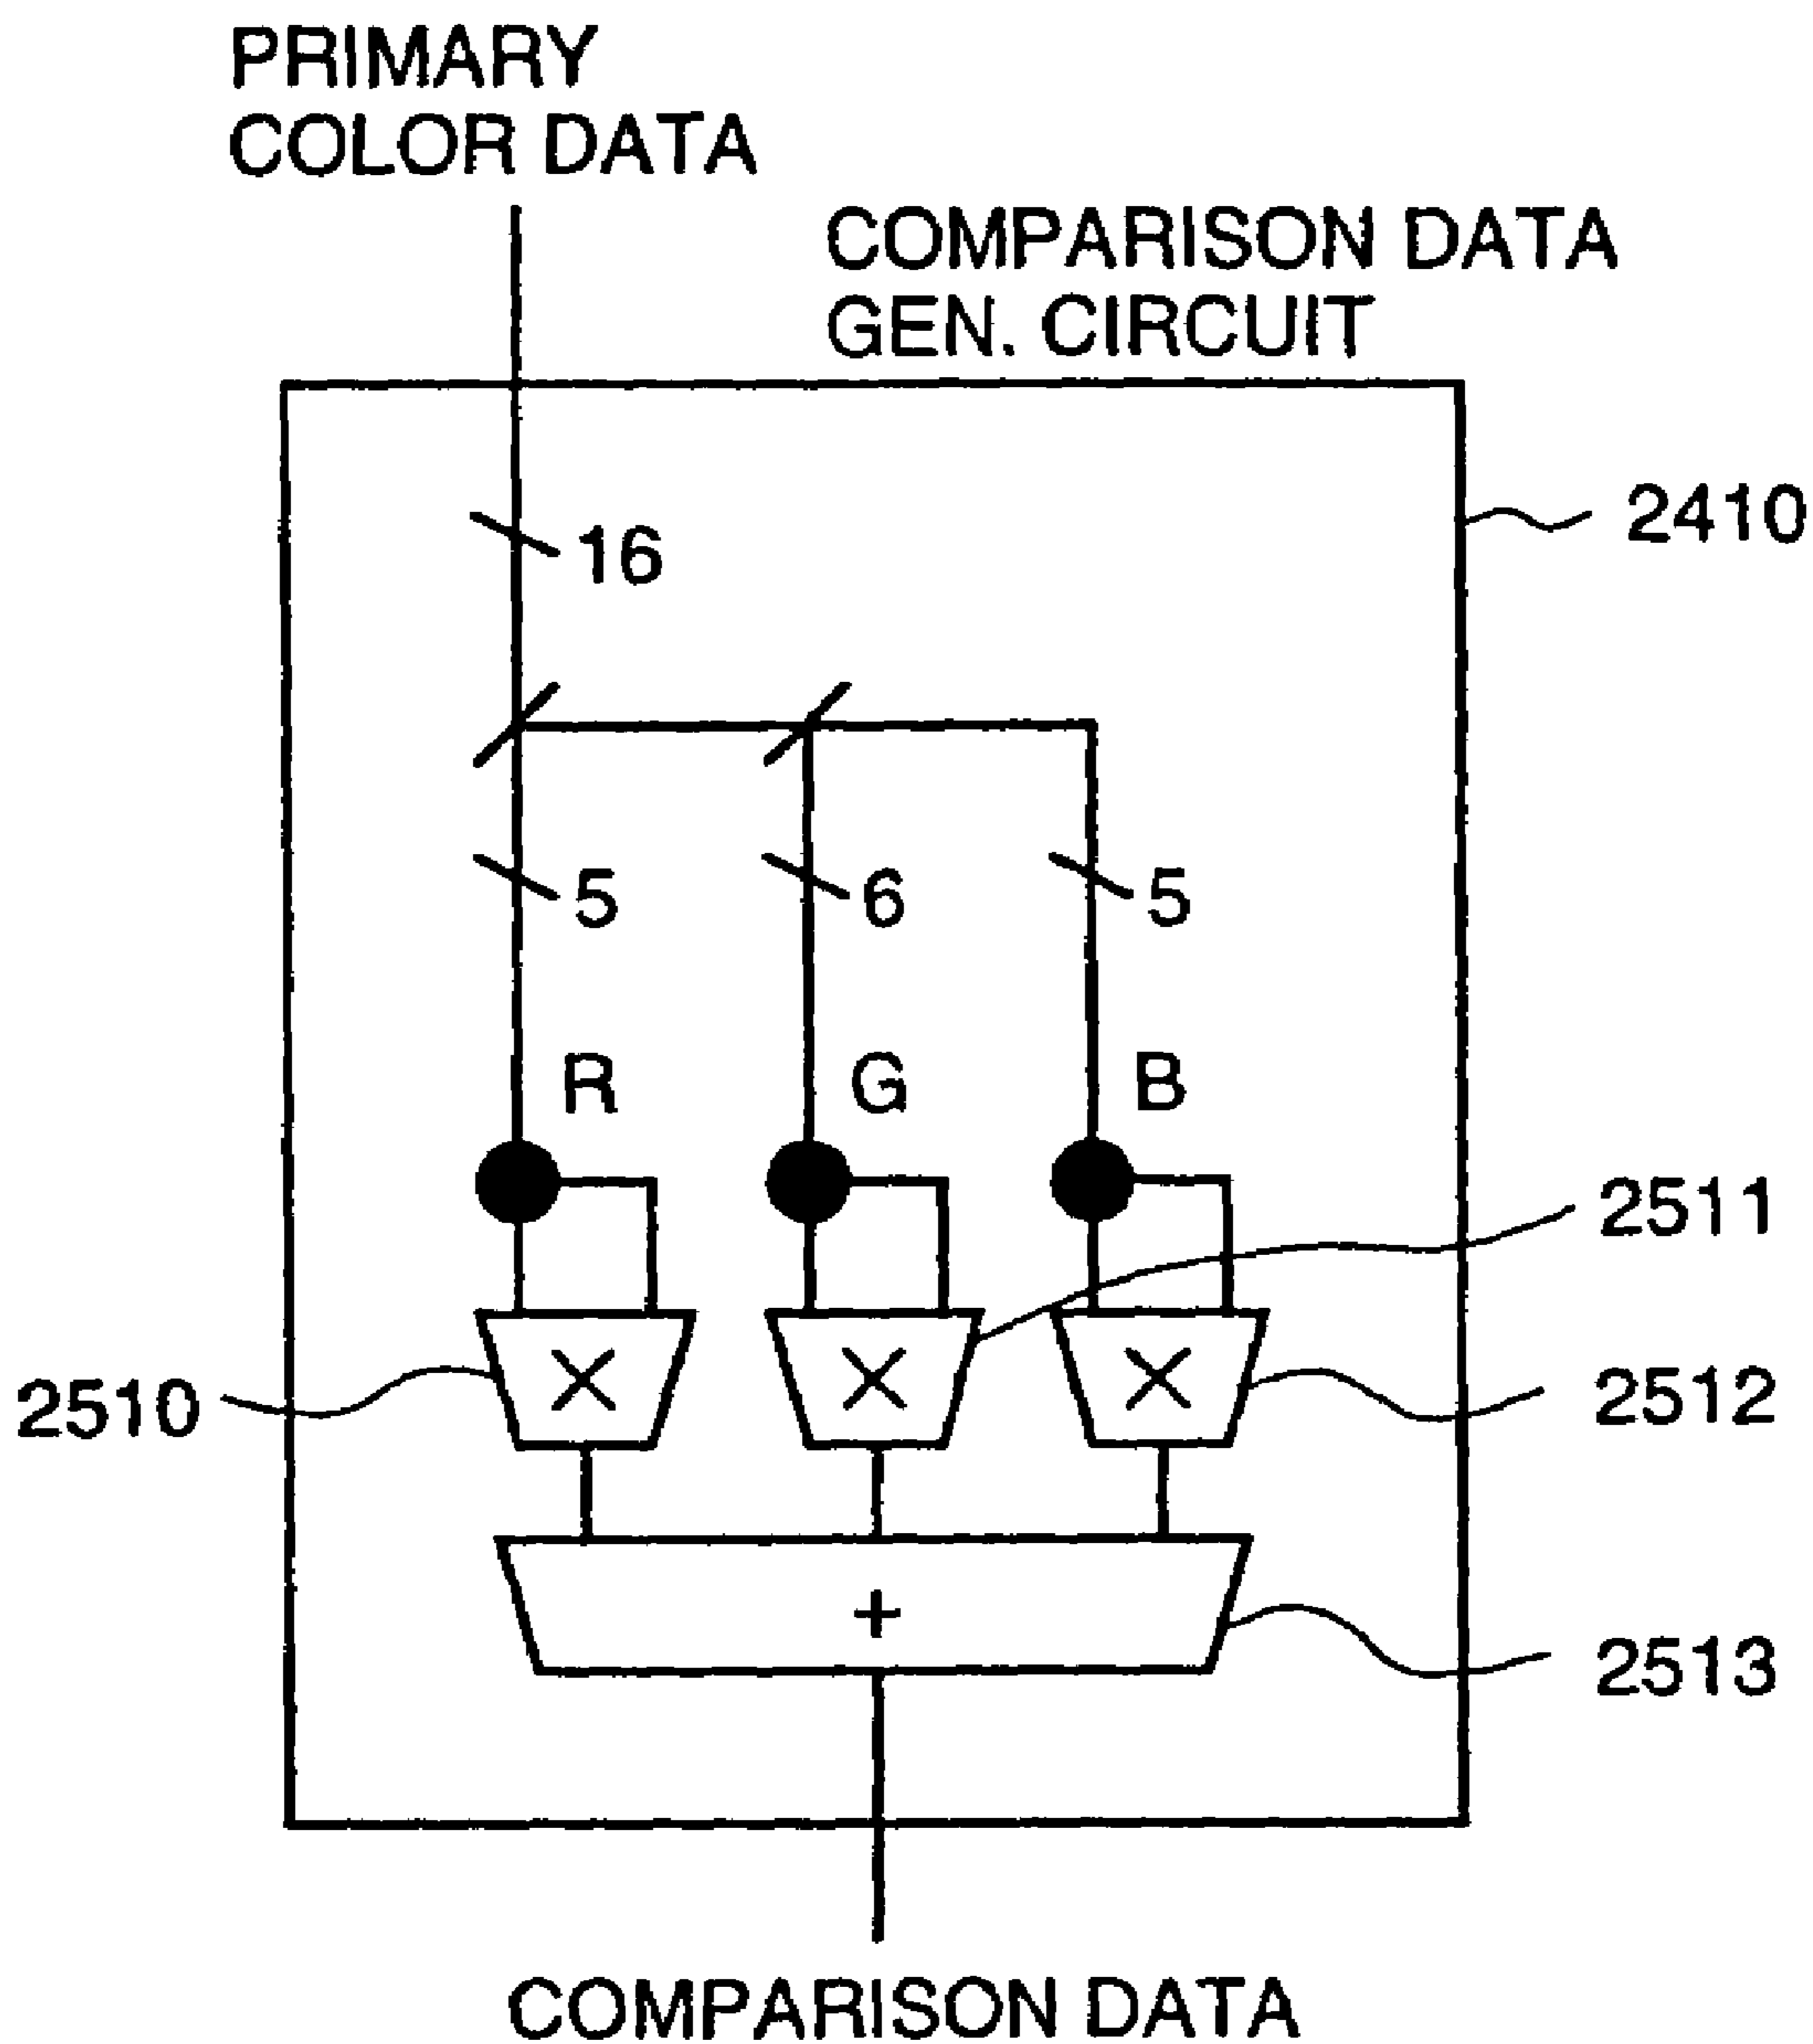 PRIMARY
COLOR DATA
COMPARISON DATA
GEN. CIRCUIT
2410
16
5
6
5
R
G
B
2511
X
X
X
2510
2512
+
2513
COMPARISON DATA